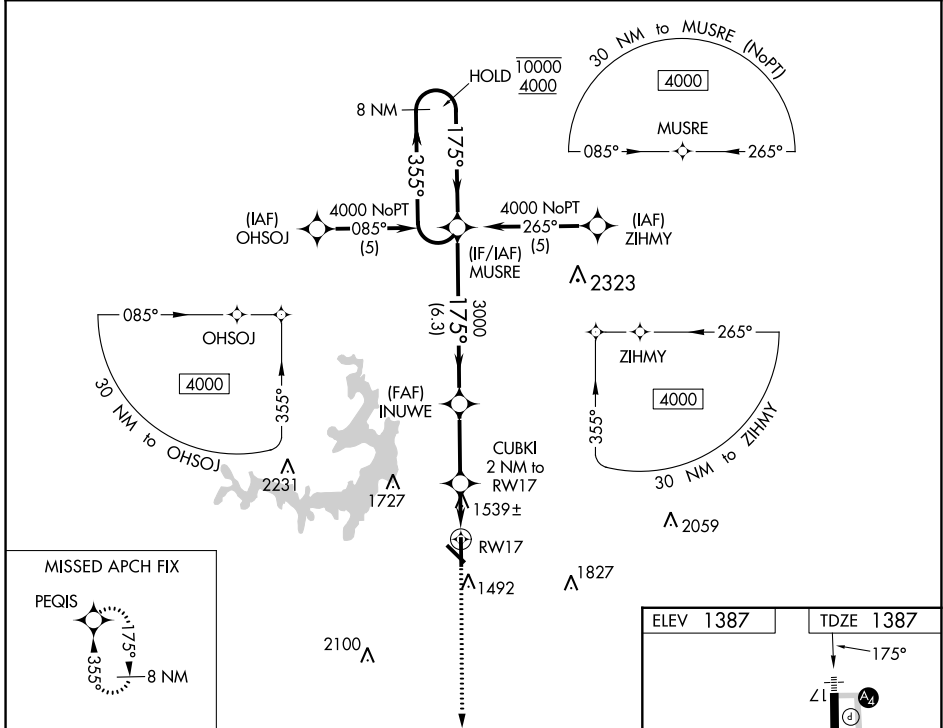 30 NM to MUSRE (NoPT)
4000
MUSRE
085°
265°
HOLD 10000
4000
8 NM
355°
175°
(IAF)
OHSOJ
4000 NoPT
085°
(5)
4000 NoPT
265°
(5)
(IAF)
ZIHMY
(IF/IAF)
MUSRE
2323
3000
175°
(6.3)
085°
OHSOJ
4000
355°
30 NM to OHSOJ
265°
ZIHMY
4000
355°
30 NM to ZIHMY
(FAF)
INUWE
CUBKI
2 NM to
RW17
2231
1727
1539±
2059
RW17
1492
1827
2100
MISSED APCH FIX
PEQIS
175°
355°
8 NM
ELEV 1387
TDZE 1387
175°
17
A4
P